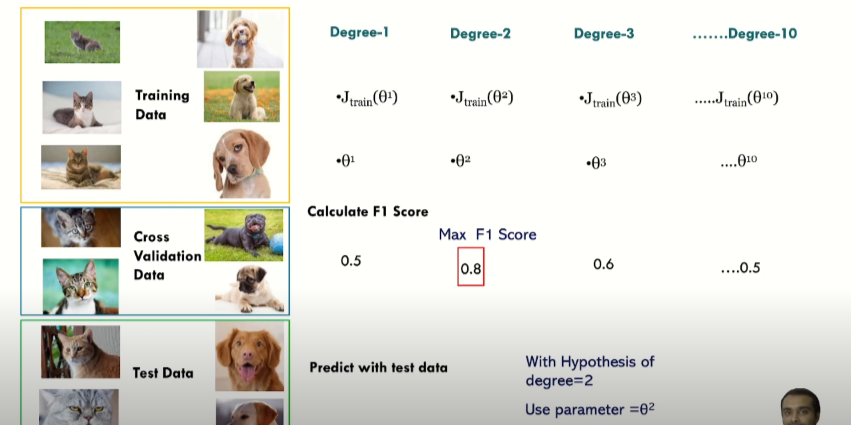 Degree-1 Degree-2 Degree-3 .......Degree-10
Training
Data
•Jtrain(θ¹) •Jtrain(θ²) •Jtrain(θ³) .....Jtrain(θ¹⁰)
•θ¹ •θ² •θ³ ....θ¹⁰
Calculate F1 Score
Max F1 Score
Cross
Validation
Data
0.5 0.8 0.6 ....0.5
Test Data
Predict with test data
With Hypothesis of
degree=2
Use parameter =θ²